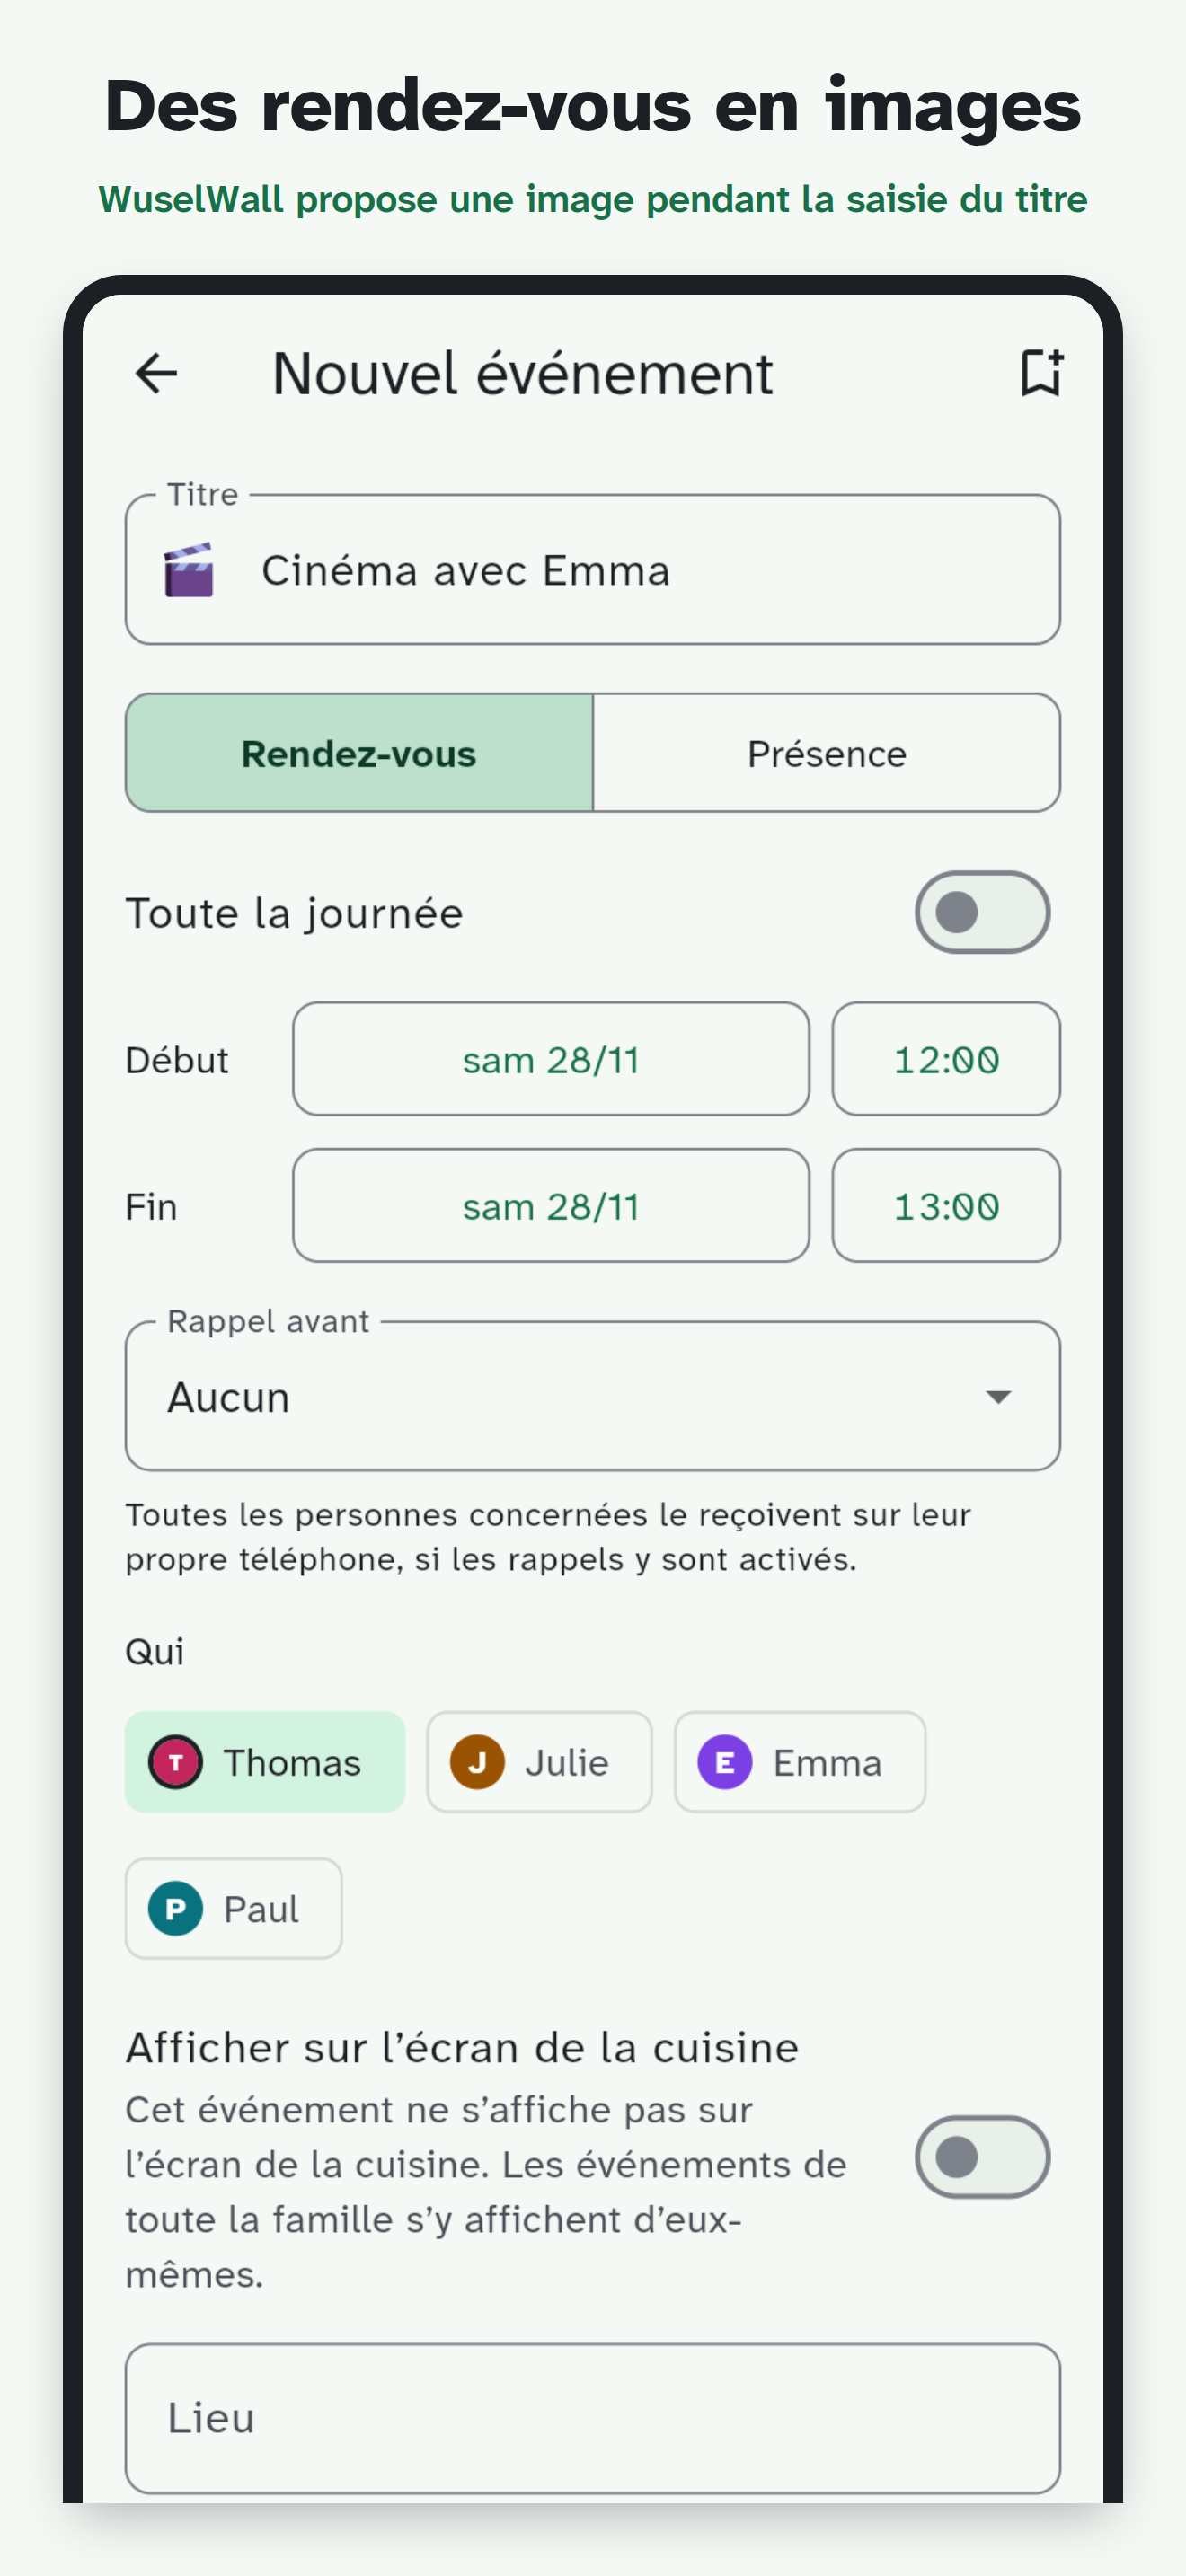 Des rendez-vous en images
WuselWall propose une image pendant la saisie du titre
Nouvel événement
Titre
Cinéma avec Emma
Rendez-vous
Présence
Toute la journée
Début
sam 28/11
12:00
Fin
sam 28/11
13:00
Rappel avant
Aucun
Toutes les personnes concernées le reçoivent sur leur
propre téléphone, si les rappels y sont activés.
Qui
T Thomas
J Julie
E Emma
P Paul
Afficher sur l’écran de la cuisine
Cet événement ne s’affiche pas sur
l’écran de la cuisine. Les événements de
toute la famille s’y affichent d’eux-
mêmes.
Lieu